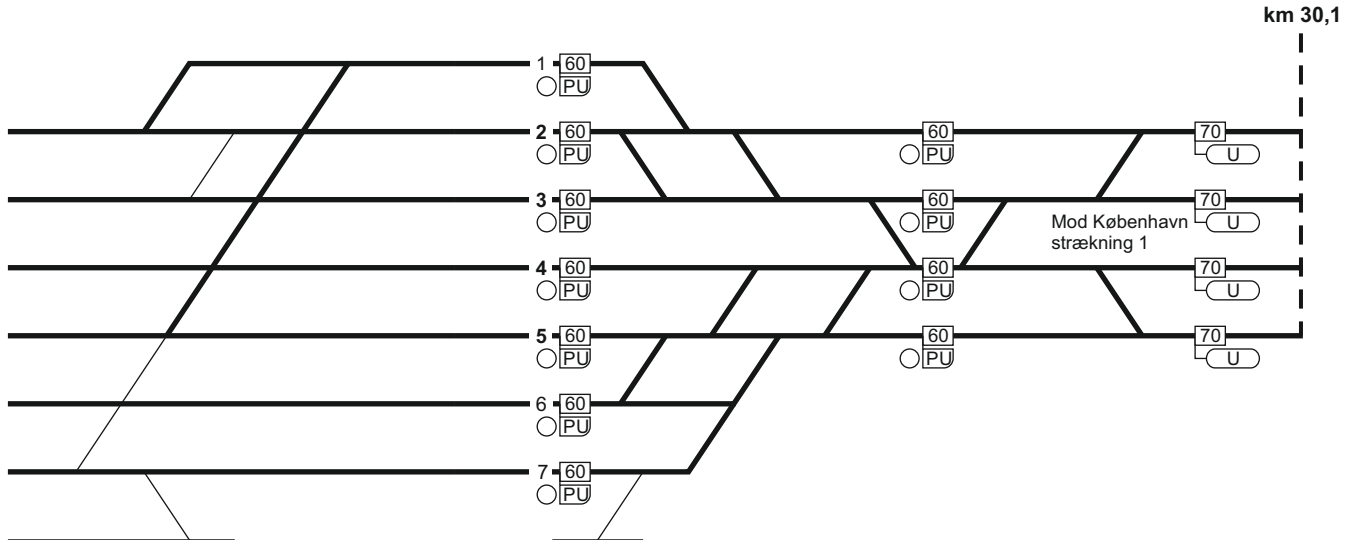 km 30,1
1 60
PU
2 60 60 70
PU PU U
3 60 60 70
PU PU Mod København U
strækning 1
4 60 60 70
PU PU U
5 60 60 70
PU PU U
6 60
PU
7 60
PU